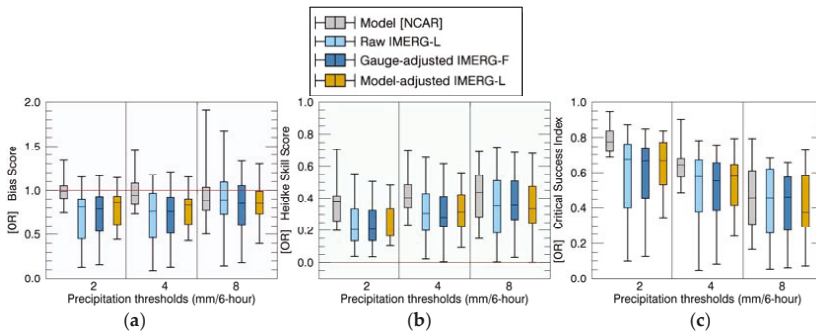 Model [NCAR]
Raw IMERG-L
Gauge-adjusted IMERG-F
Model-adjusted IMERG-L
[OR] Bias Score
2.0
1.5
1.0
0.5
0.0
2 4 8
Precipitation thresholds (mm/6-hour)
(a)
[OR] Heidke Skill Score
1.0
0.8
0.6
0.4
0.2
0.0
2 4 8
Precipitation thresholds (mm/6-hour)
(b)
[OR] Critical Success Index
1.0
0.8
0.6
0.4
0.2
0.0
2 4 8
Precipitation thresholds (mm/6-hour)
(c)